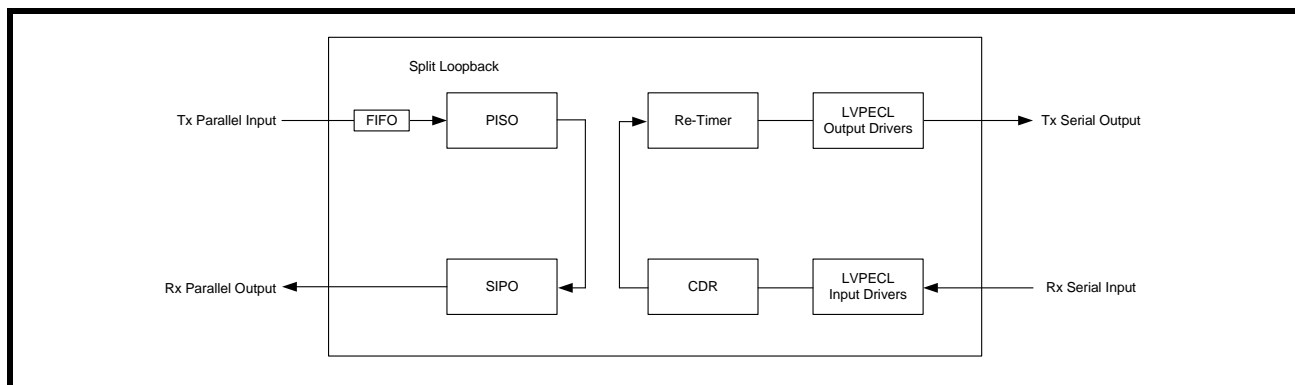 Split Loopback
Tx Parallel Input
FIFO
PISO
Re-Timer
LVPECL
Output Drivers
Tx Serial Output
Rx Parallel Output
SIPO
CDR
LVPECL
Input Drivers
Rx Serial Input